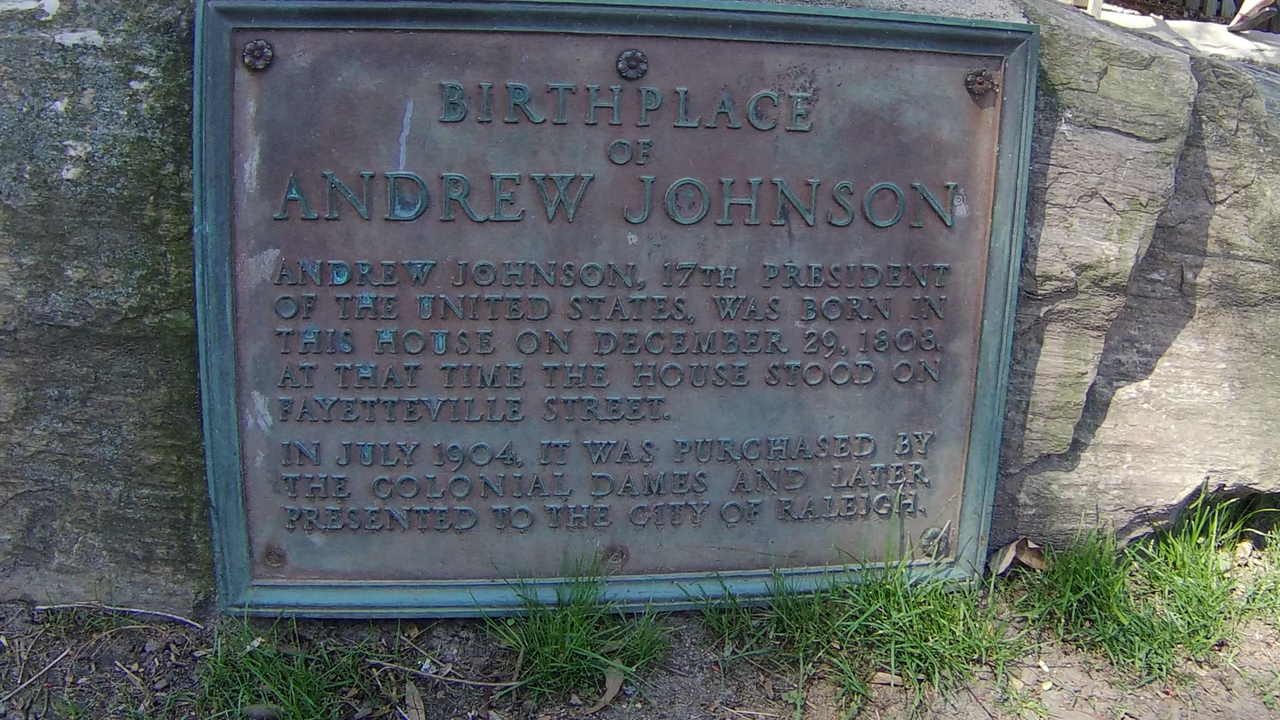 BIRTHPLACE
OF
ANDREW JOHNSON
ANDREW JOHNSON, 17TH PRESIDENT
OF THE UNITED STATES, WAS BORN IN
THIS HOUSE ON DECEMBER 29, 1808.
AT THAT TIME THE HOUSE STOOD ON
FAYETTEVILLE STREET.
IN JULY 1904, IT WAS PURCHASED BY
THE COLONIAL DAMES AND LATER
PRESENTED TO THE CITY OF RALEIGH.